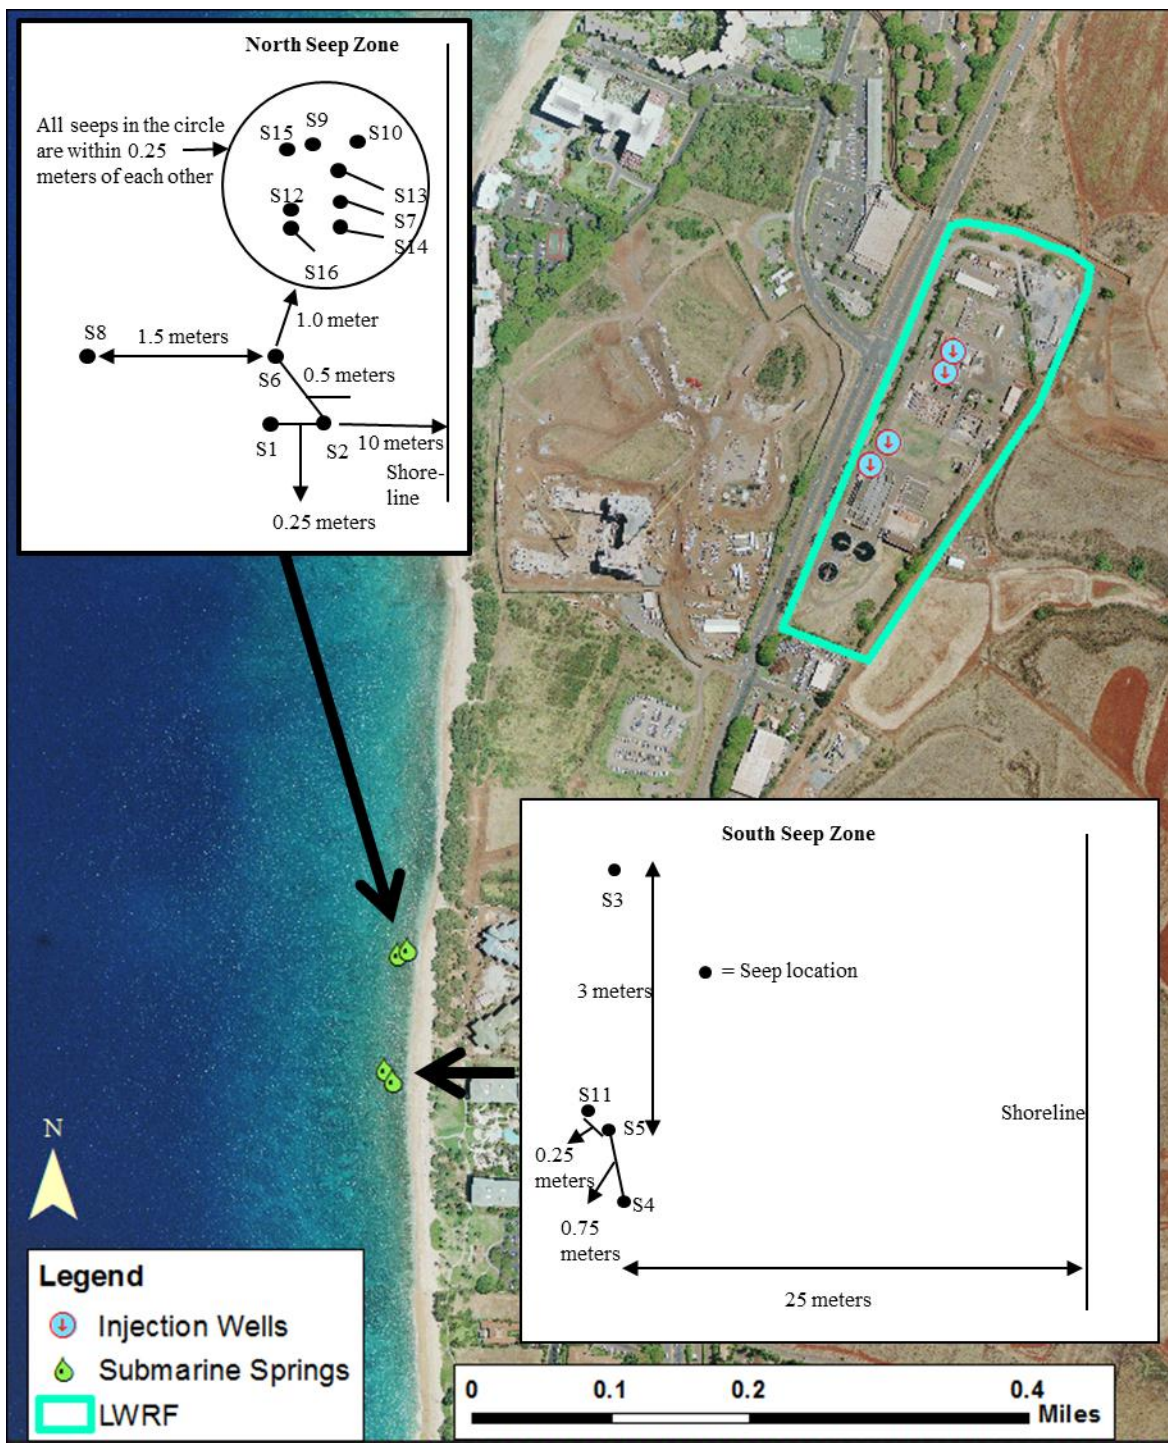 North Seep Zone
All seeps in the circle
are within 0.25
meters of each other
S15
S9
S10
S12
S13
S7
S14
S16
1.0 meter
S8
1.5 meters
S6
0.5 meters
S1
S2
10 meters
Shore-
line
0.25 meters
South Seep Zone
S3
= Seep location
3 meters
S11
S5
Shoreline
0.25
meters
S4
0.75
meters
25 meters
N
Legend
Injection Wells
Submarine Springs
LWRF
0
0.1
0.2
0.4
Miles